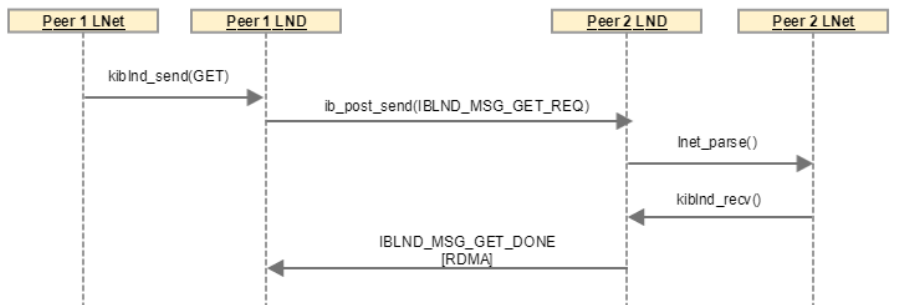 Peer 1 LNet
Peer 1 LND
Peer 2 LND
Peer 2 LNet
kiblnd_send(GET)
ib_post_send(IBLND_MSG_GET_REQ)
lnet_parse()
kiblnd_recv()
IBLND_MSG_GET_DONE
[RDMA]